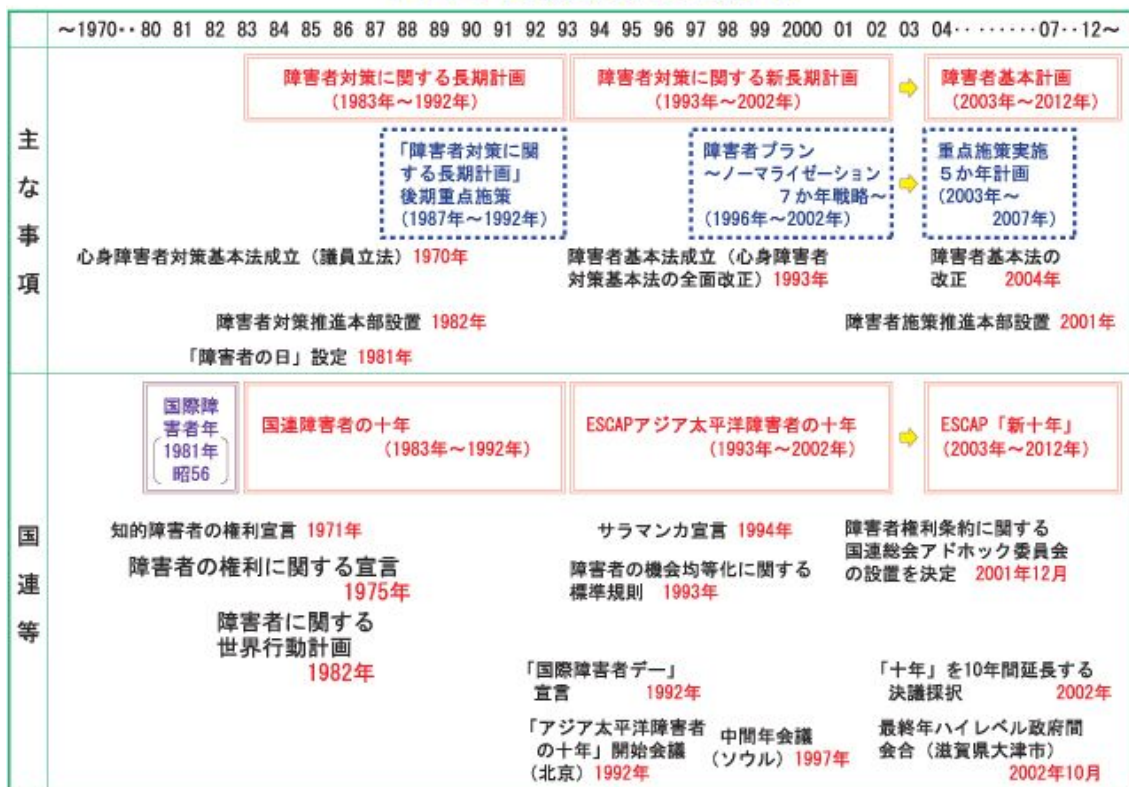 ～1970‥80 81 82 83 84 85 86 87 88 89 90 91 92 93 94 95 96 97 98 99 2000 01 02 03 04‥‥‥‥‥07‥12～
主な事項
障害者対策に関する長期計画
(1983年～1992年)
障害者対策に関する新長期計画
(1993年～2002年)
障害者基本計画
(2003年～2012年)
「障害者対策に関
する長期計画」
後期重点施策
(1987年～1992年)
障害者プラン
～ノーマライゼーション
７か年戦略～
(1996年～2002年)
重点施策実施
５か年計画
(2003年～
2007年)
心身障害者対策基本法成立（議員立法）1970年
障害者基本法成立（心身障害者
対策基本法の全面改正）1993年
障害者基本法の
改正 2004年
障害者対策推進本部設置 1982年
障害者施策推進本部設置 2001年
「障害者の日」設定 1981年
国連等
国際障
害者年
1981年
昭56
国連障害者の十年
(1983年～1992年)
ESCAPアジア太平洋障害者の十年
(1993年～2002年)
ESCAP「新十年」
(2003年～2012年)
知的障害者の権利宣言 1971年
障害者の権利に関する宣言
1975年
障害者に関する
世界行動計画
1982年
サラマンカ宣言 1994年
障害者の機会均等化に関する
標準規則 1993年
障害者権利条約に関する
国連総会アドホック委員会
の設置を決定 2001年12月
「国際障害者デー」
宣言 1992年
「十年」を10年間延長する
決議採択 2002年
「アジア太平洋障害者
の十年」開始会議
（北京）1992年
中間年会議
（ソウル）1997年
最終年ハイレベル政府間
会合（滋賀県大津市）
2002年10月